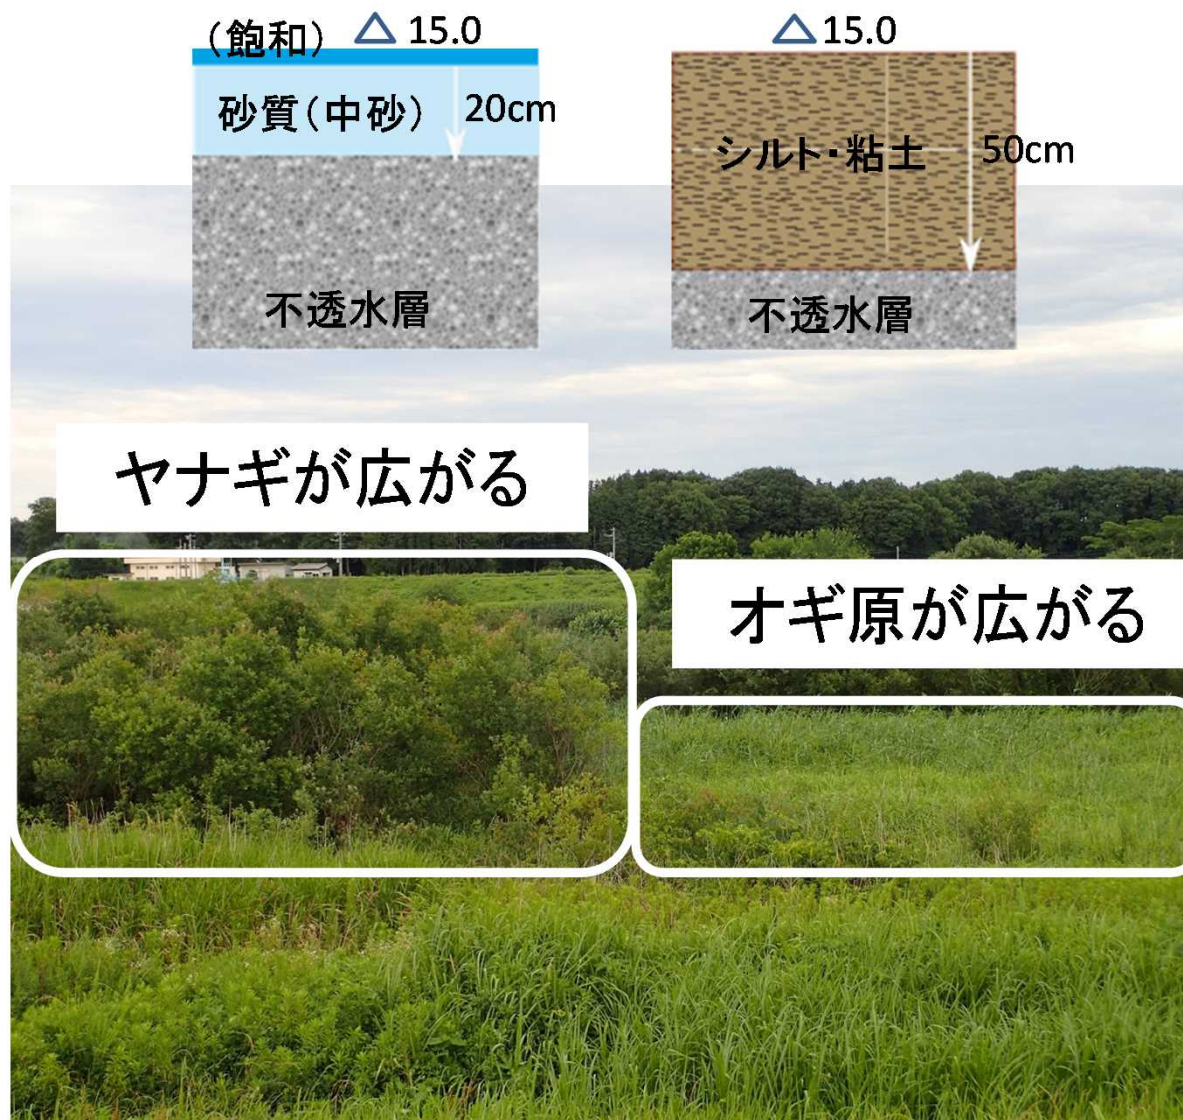 (飽和) △ 15.0
砂質(中砂) 20cm
不透水層
△ 15.0
シルト・粘土 50cm
不透水層
ヤナギが広がる
オギ原が広がる